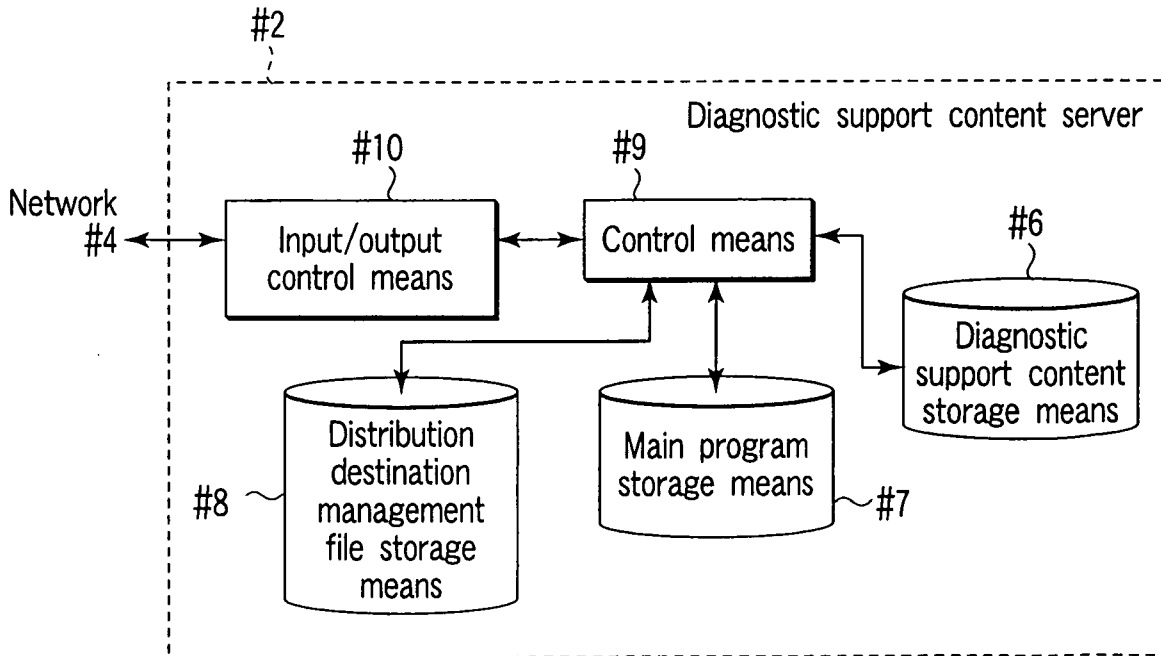 #2
Diagnostic support content server
#10
#9
Network
#4
Input/output
control means
Control means
#6
Diagnostic
support content
storage means
Distribution
destination
management
file storage
means
#8
Main program
storage means
#7